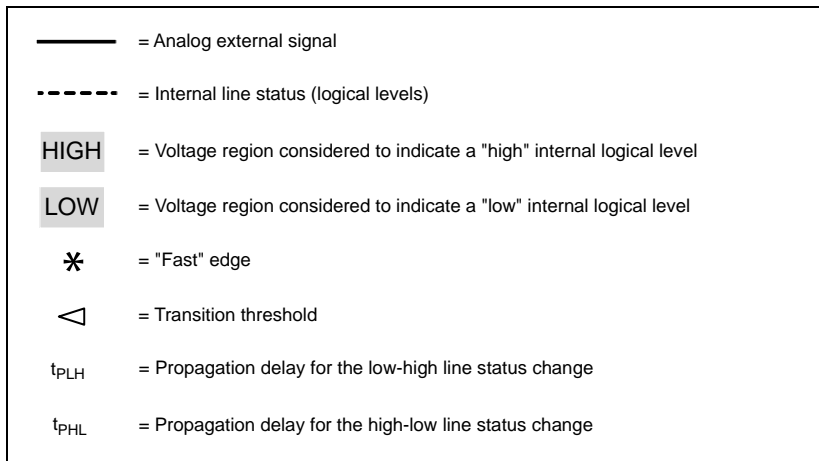 = Analog external signal
= Internal line status (logical levels)
HIGH = Voltage region considered to indicate a "high" internal logical level
LOW = Voltage region considered to indicate a "low" internal logical level
* = "Fast" edge
= Transition threshold
tPLH = Propagation delay for the low-high line status change
tPHL = Propagation delay for the high-low line status change